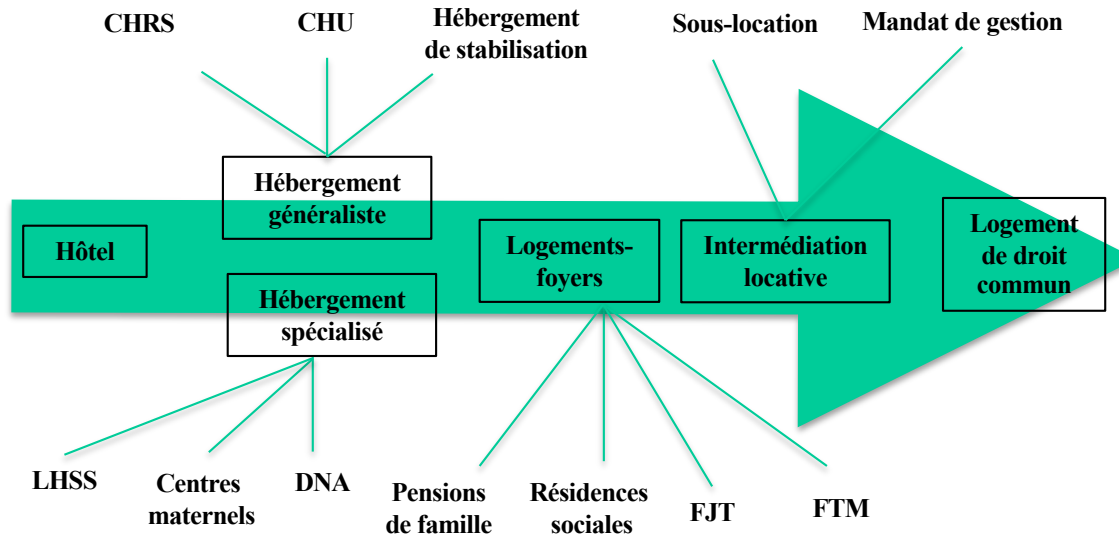 CHRS
CHU
Hébergement
de stabilisation
Sous-location
Mandat de gestion
Hébergement
généraliste
Hôtel
Logements-
foyers
Intermédiation
locative
Logement
de droit
commun
Hébergement
spécialisé
LHSS
Centres
maternels
DNA
Pensions
de famille
Résidences
sociales
FJT
FTM